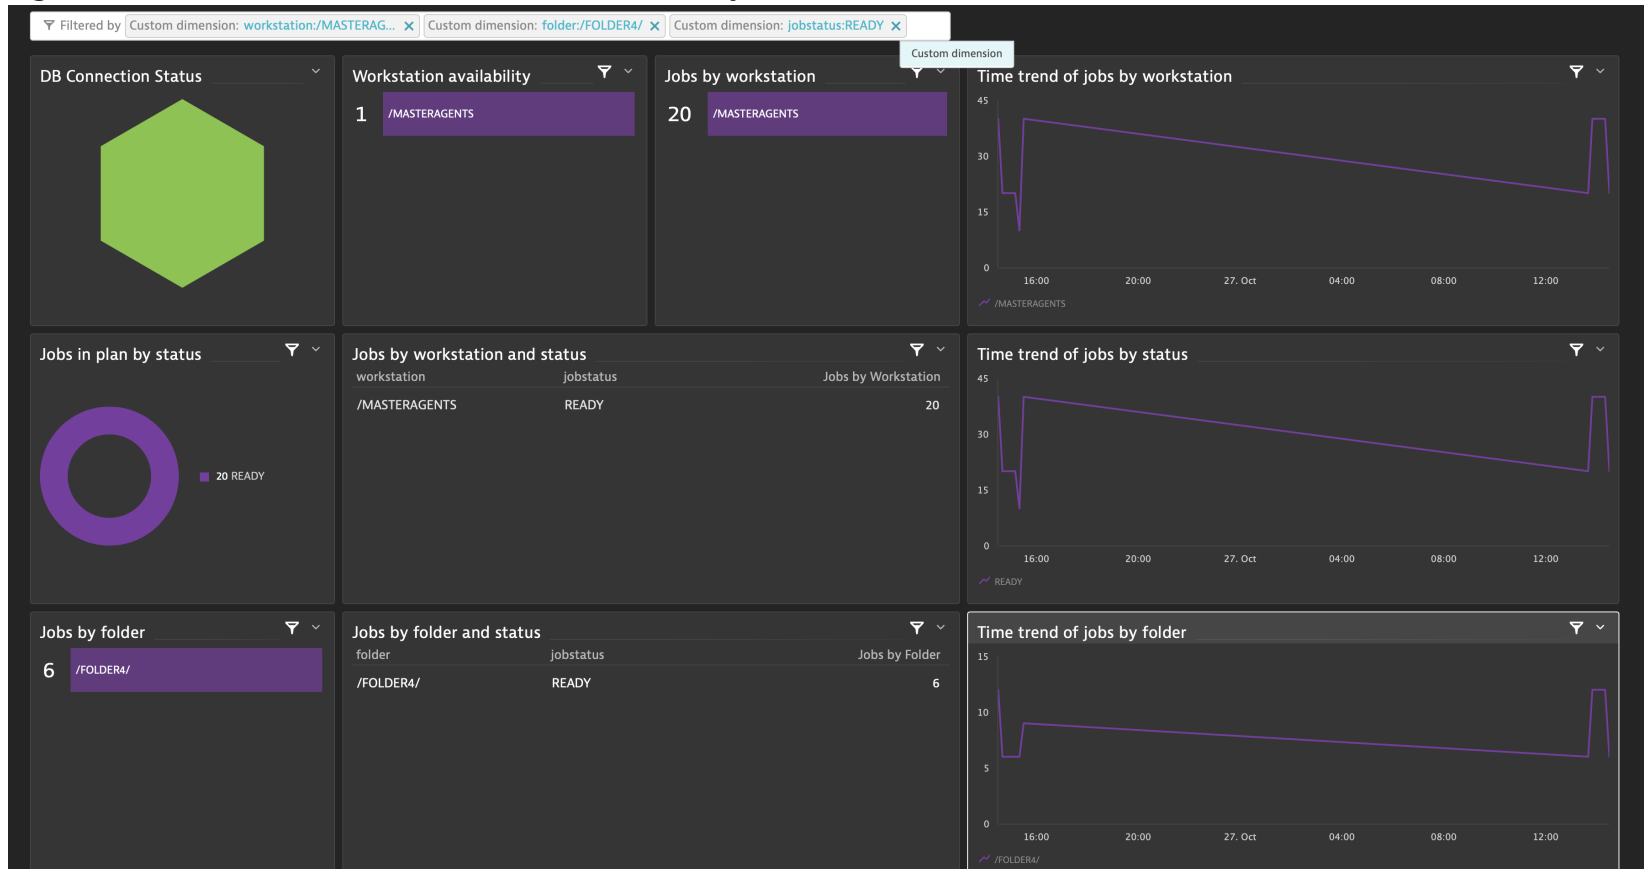 Filtered by Custom dimension: workstation:/MASTERAG... Custom dimension: folder:/FOLDER4/ Custom dimension: jobstatus:READY
Custom dimension
DB Connection Status
Workstation availability
1 /MASTERAGENTS
Jobs by workstation
20 /MASTERAGENTS
Time trend of jobs by workstation
45
30
15
0
16:00 20:00 27. Oct 04:00 08:00 12:00
/MASTERAGENTS
Jobs in plan by status
20 READY
Jobs by workstation and status
workstation jobstatus Jobs by Workstation
/MASTERAGENTS READY 20
Time trend of jobs by status
45
30
15
0
16:00 20:00 27. Oct 04:00 08:00 12:00
READY
Jobs by folder
6 /FOLDER4/
Jobs by folder and status
folder jobstatus Jobs by Folder
/FOLDER4/ READY 6
Time trend of jobs by folder
15
10
5
0
16:00 20:00 27. Oct 04:00 08:00 12:00
/FOLDER4/